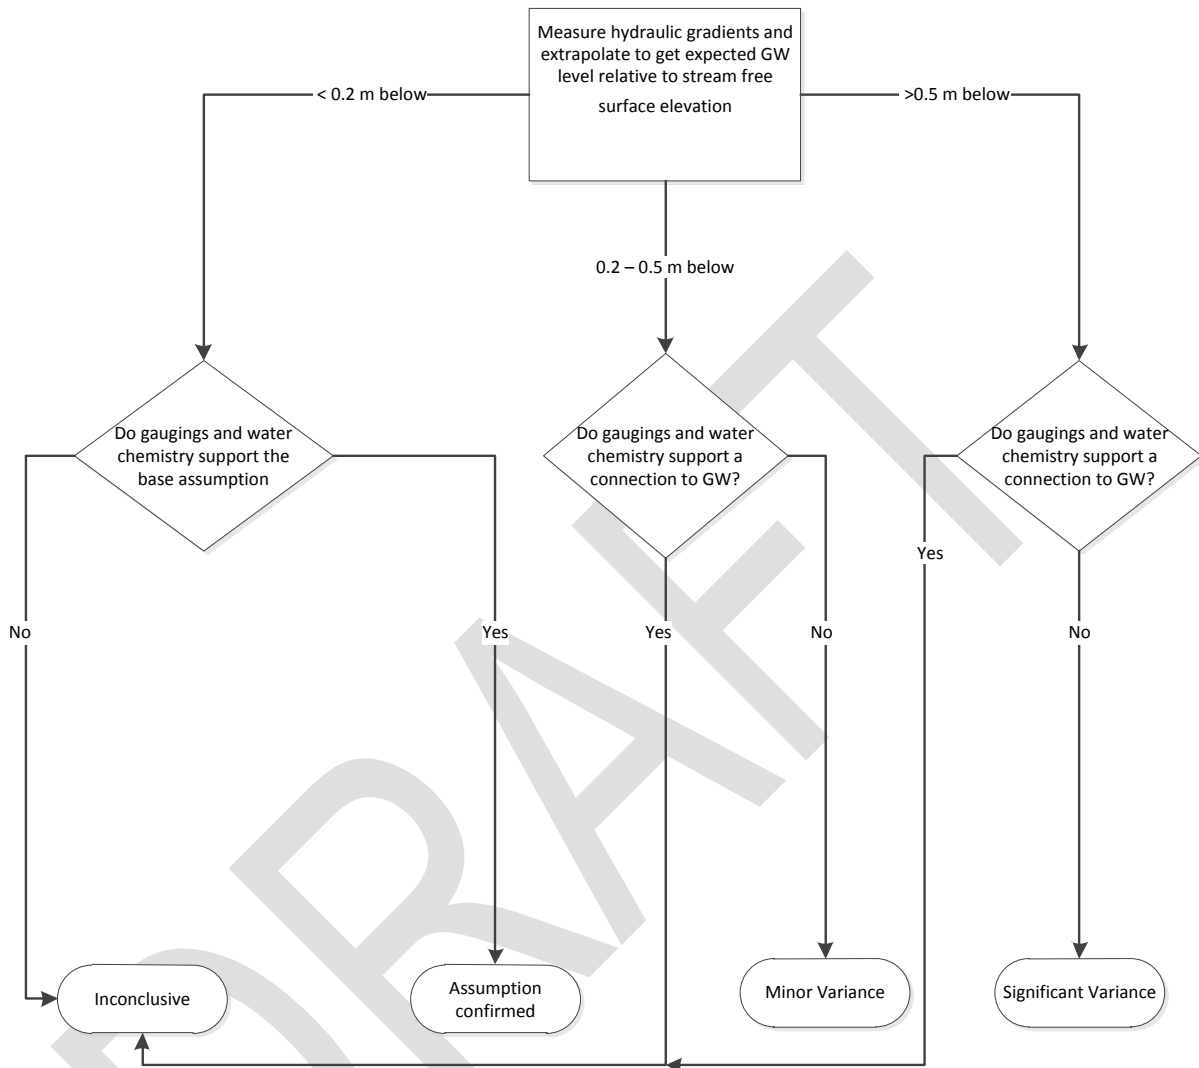 Measure hydraulic gradients and
extrapolate to get expected GW
level relative to stream free
surface elevation
< 0.2 m below
>0.5 m below
0.2 – 0.5 m below
Do gaugings and water
chemistry support the
base assumption
Do gaugings and water
chemistry support a
connection to GW?
Do gaugings and water
chemistry support a
connection to GW?
Yes
No
Yes
Yes
No
No
Inconclusive
Assumption
confirmed
Minor Variance
Significant Variance
DRAFT